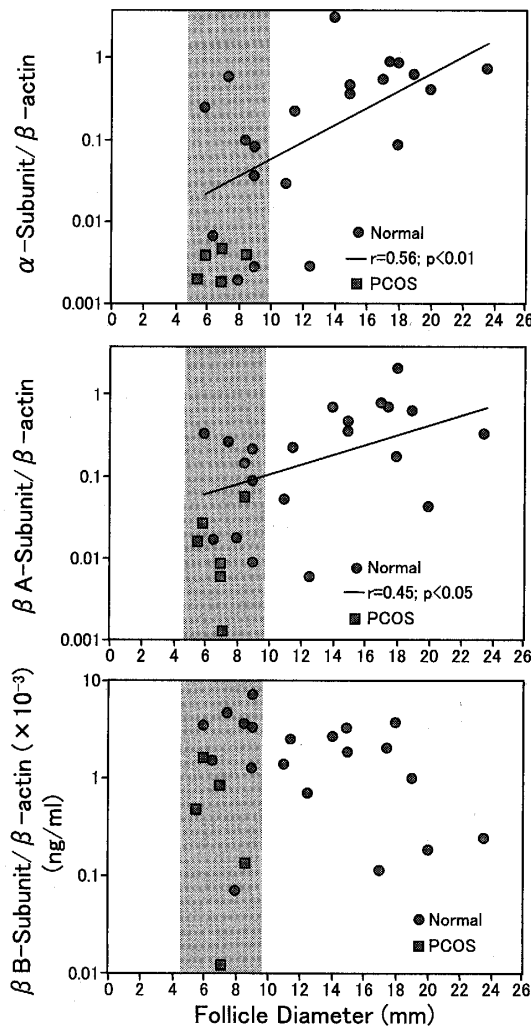 α-Subunit/β-actin
1
0.1
0.01
0.001
Normal
r=0.56; p<0.01
PCOS
0 2 4 6 8 10 12 14 16 18 20 22 24 26
βA-Subunit/β-actin
1
0.1
0.01
0.001
Normal
r=0.45; p<0.05
PCOS
0 2 4 6 8 10 12 14 16 18 20 22 24 26
βB-Subunit/β-actin (×10⁻³)
(ng/ml)
10
1
0.1
0.01
Normal
PCOS
0 2 4 6 8 10 12 14 16 18 20 22 24 26
Follicle Diameter (mm)